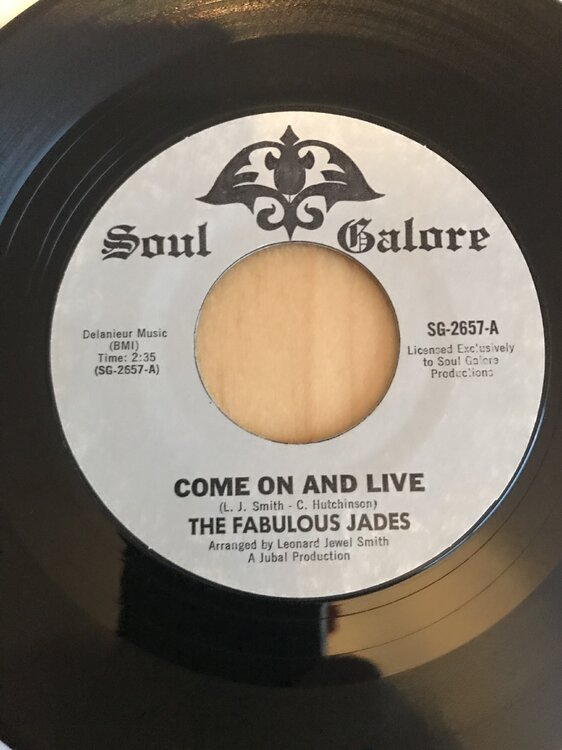 Soul Galore
Delanieur Music
(BMI)
Time: 2:35
(SG-2657-A)
SG-2657-A
Licensed Exclusively
to Soul Galore
Productions
COME ON AND LIVE
(L. J. Smith - C. Hutchinson)
THE FABULOUS JADES
Arranged by Leonard Jewel Smith
A Jubal Production